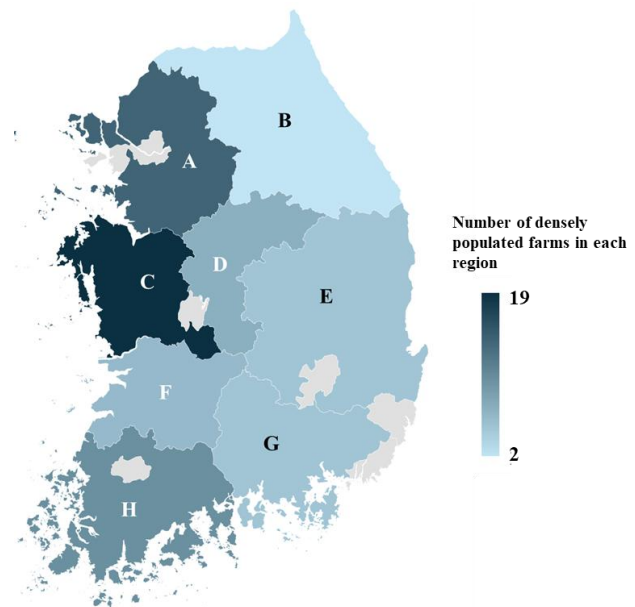 B
A
Number of densely
populated farms in each
region
D
C
E
19
F
G
2
H